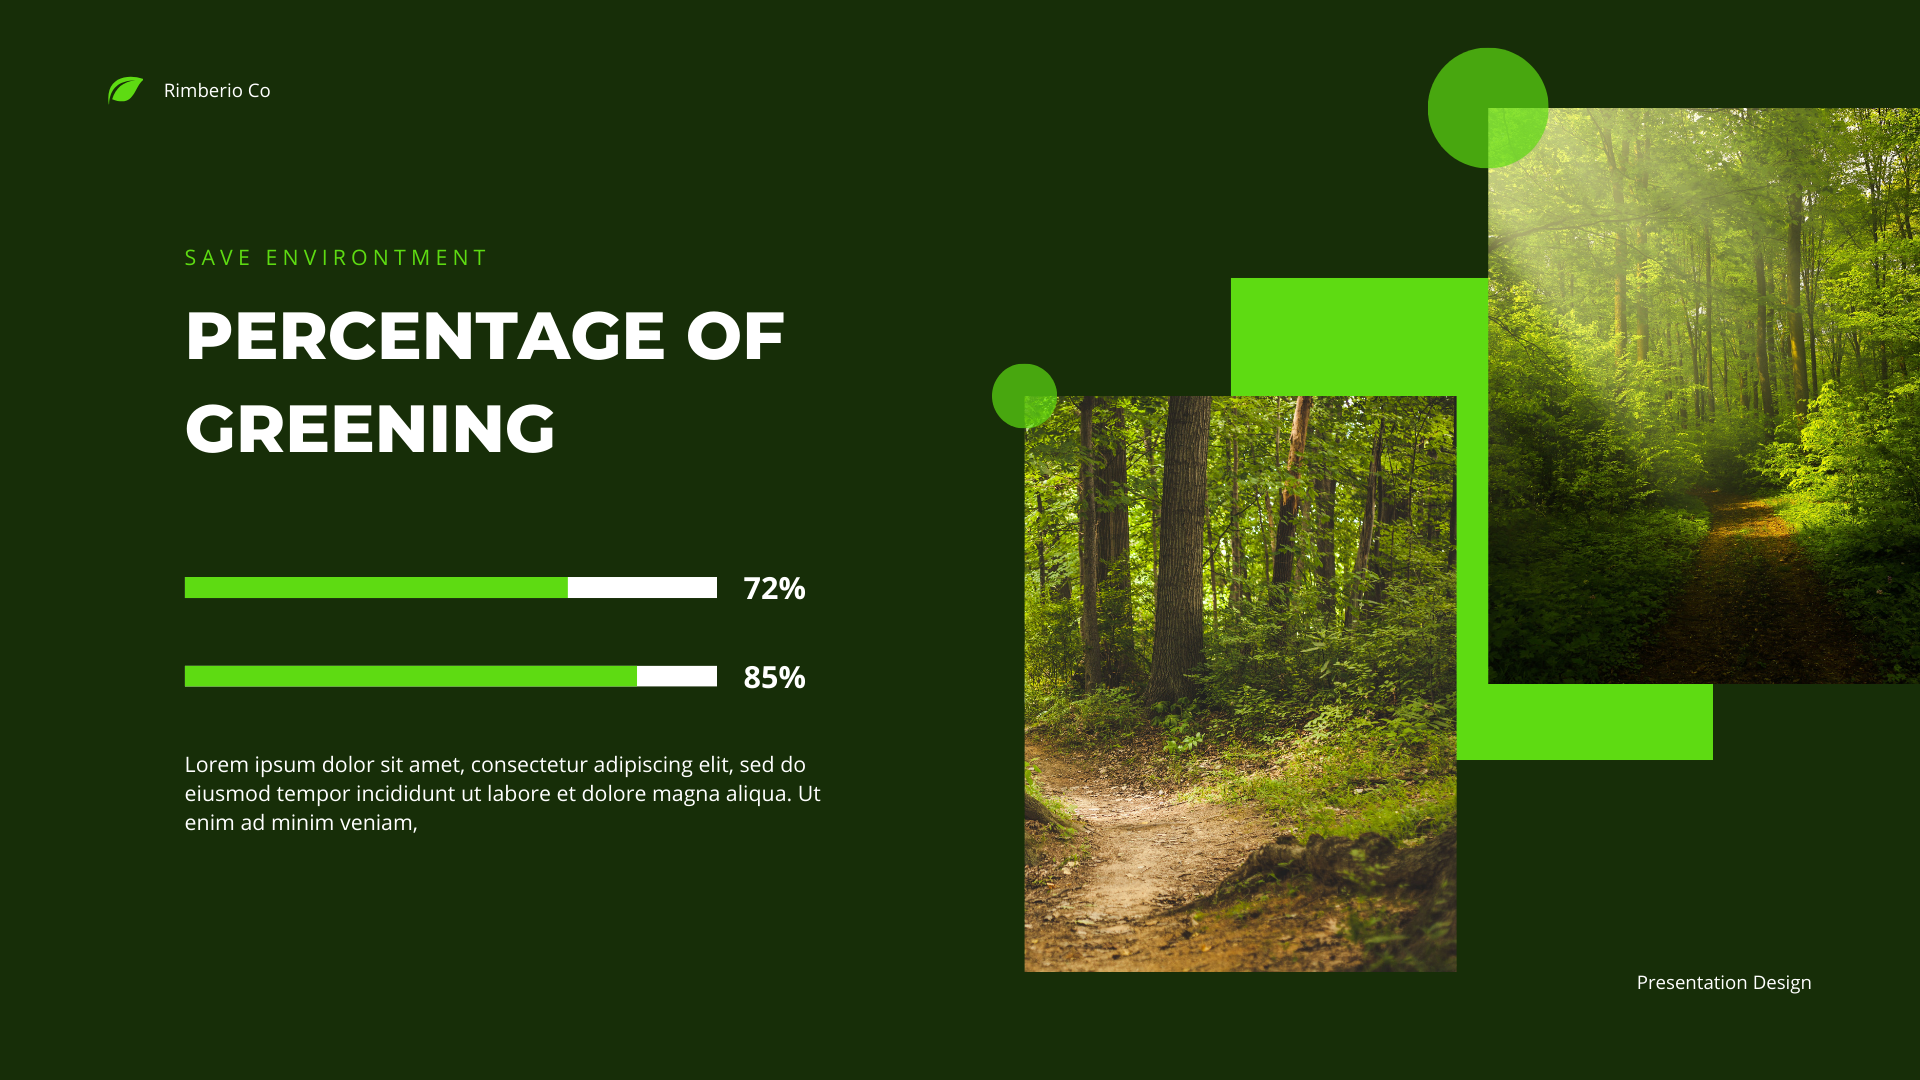 Rimberio Co
SAVE ENVIRONTMENT
PERCENTAGE OF
GREENING
72%
85%
Lorem ipsum dolor sit amet, consectetur adipiscing elit, sed do
eiusmod tempor incididunt ut labore et dolore magna aliqua. Ut
enim ad minim veniam,
Presentation Design